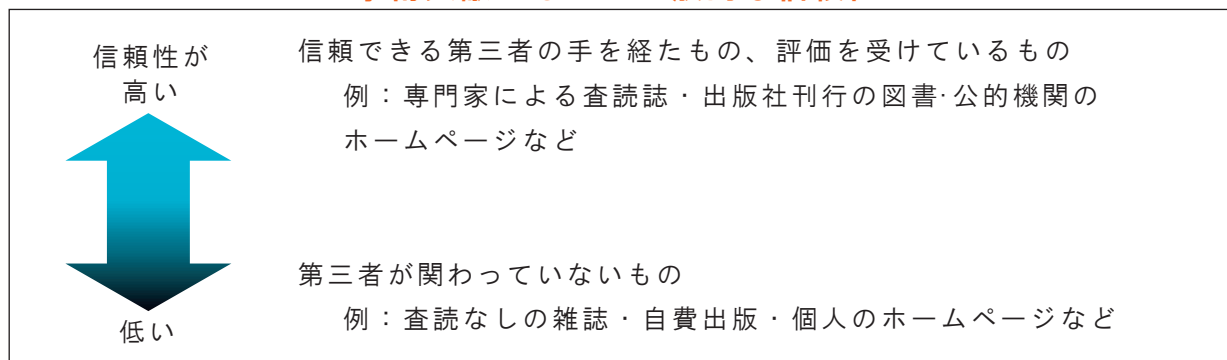 信頼性が
高い
信頼できる第三者の手を経たもの、評価を受けているもの
例：専門家による査読誌・出版社刊行の図書･公的機関の
ホームページなど
第三者が関わっていないもの
例：査読なしの雑誌・自費出版・個人のホームページなど
低い